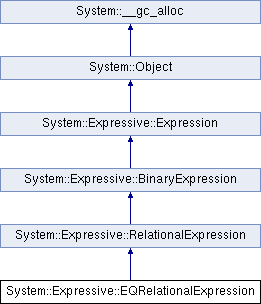 System::__gc_alloc
System::Object
System::Expressive::Expression
System::Expressive::BinaryExpression
System::Expressive::RelationalExpression
System::Expressive::EQRelationalExpression